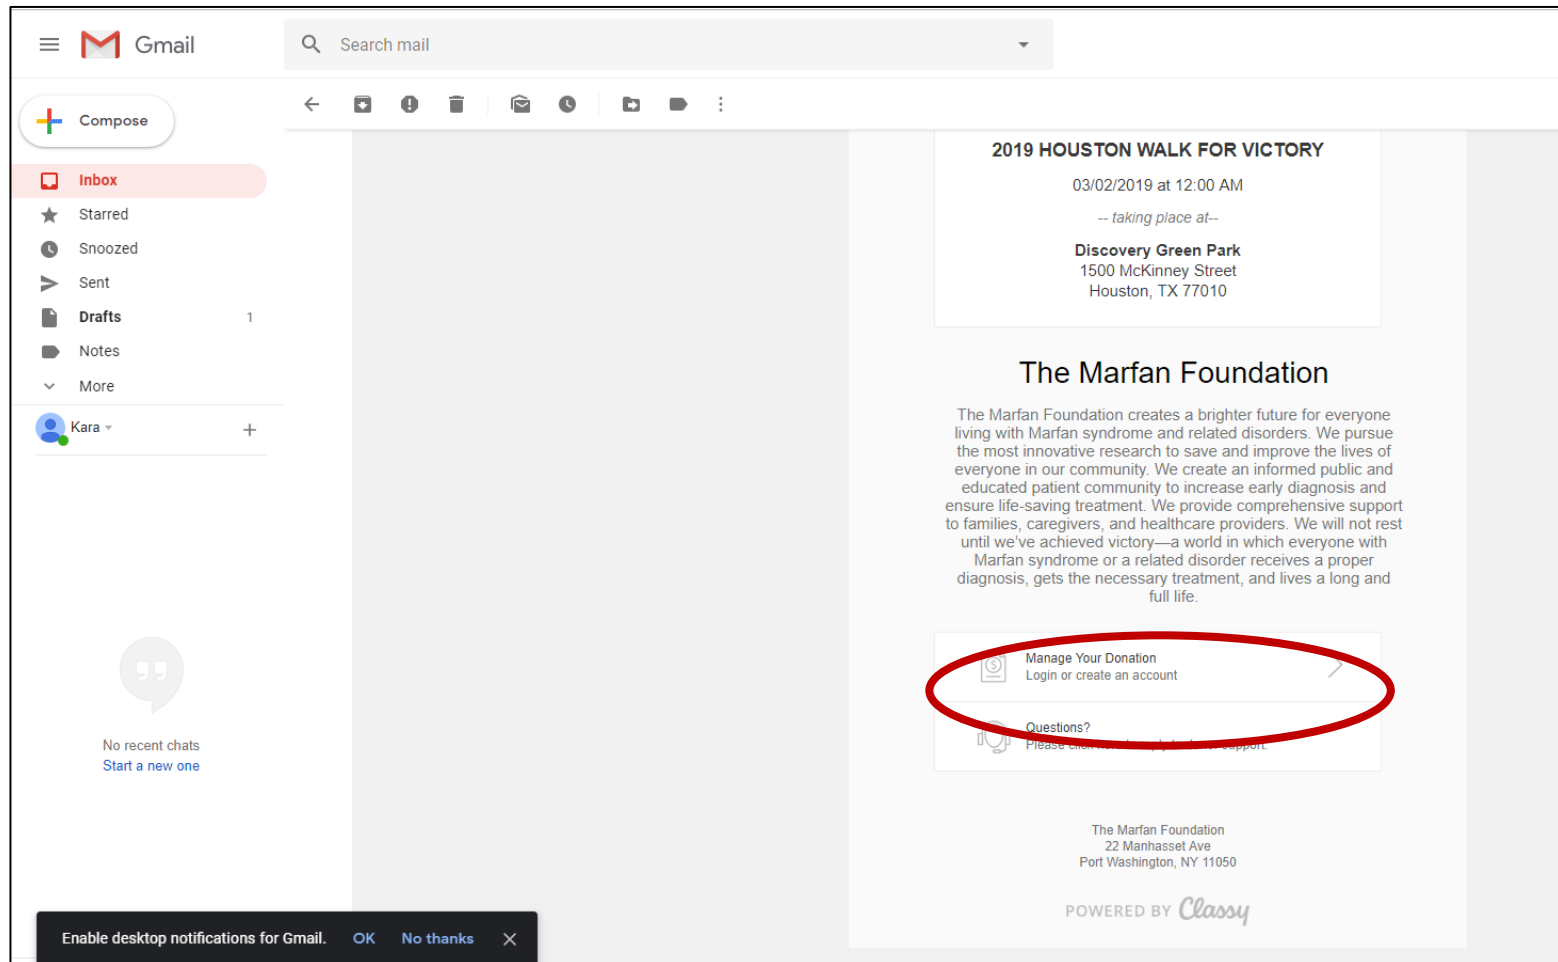 Gmail
Search mail
Compose
Inbox
Starred
Snoozed
Sent
Drafts 1
Notes
More
Kara
No recent chats
Start a new one
2019 HOUSTON WALK FOR VICTORY
03/02/2019 at 12:00 AM
-- taking place at--
Discovery Green Park
1500 McKinney Street
Houston, TX 77010
The Marfan Foundation
The Marfan Foundation creates a brighter future for everyone
living with Marfan syndrome and related disorders. We pursue
the most innovative research to save and improve the lives of
everyone in our community. We create an informed public and
educated patient community to increase early diagnosis and
ensure life-saving treatment. We provide comprehensive support
to families, caregivers, and healthcare providers. We will not rest
until we've achieved victory—a world in which everyone with
Marfan syndrome or a related disorder receives a proper
diagnosis, gets the necessary treatment, and lives a long and
full life.
Manage Your Donation
Login or create an account
Questions?
Please click support.
The Marfan Foundation
22 Manhasset Ave
Port Washington, NY 11050
POWERED BY Classy
Enable desktop notifications for Gmail. OK No thanks